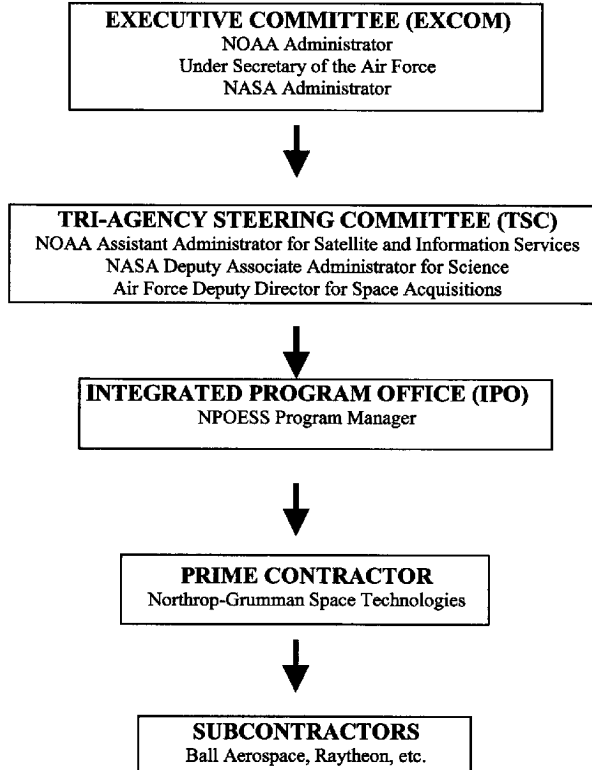 EXECUTIVE COMMITTEE (EXCOM)
NOAA Administrator
Under Secretary of the Air Force
NASA Administrator
TRI-AGENCY STEERING COMMITTEE (TSC)
NOAA Assistant Administrator for Satellite and Information Services
NASA Deputy Associate Administrator for Science
Air Force Deputy Director for Space Acquisitions
INTEGRATED PROGRAM OFFICE (IPO)
NPOESS Program Manager
PRIME CONTRACTOR
Northrop-Grumman Space Technologies
SUBCONTRACTORS
Ball Aerospace, Raytheon, etc.